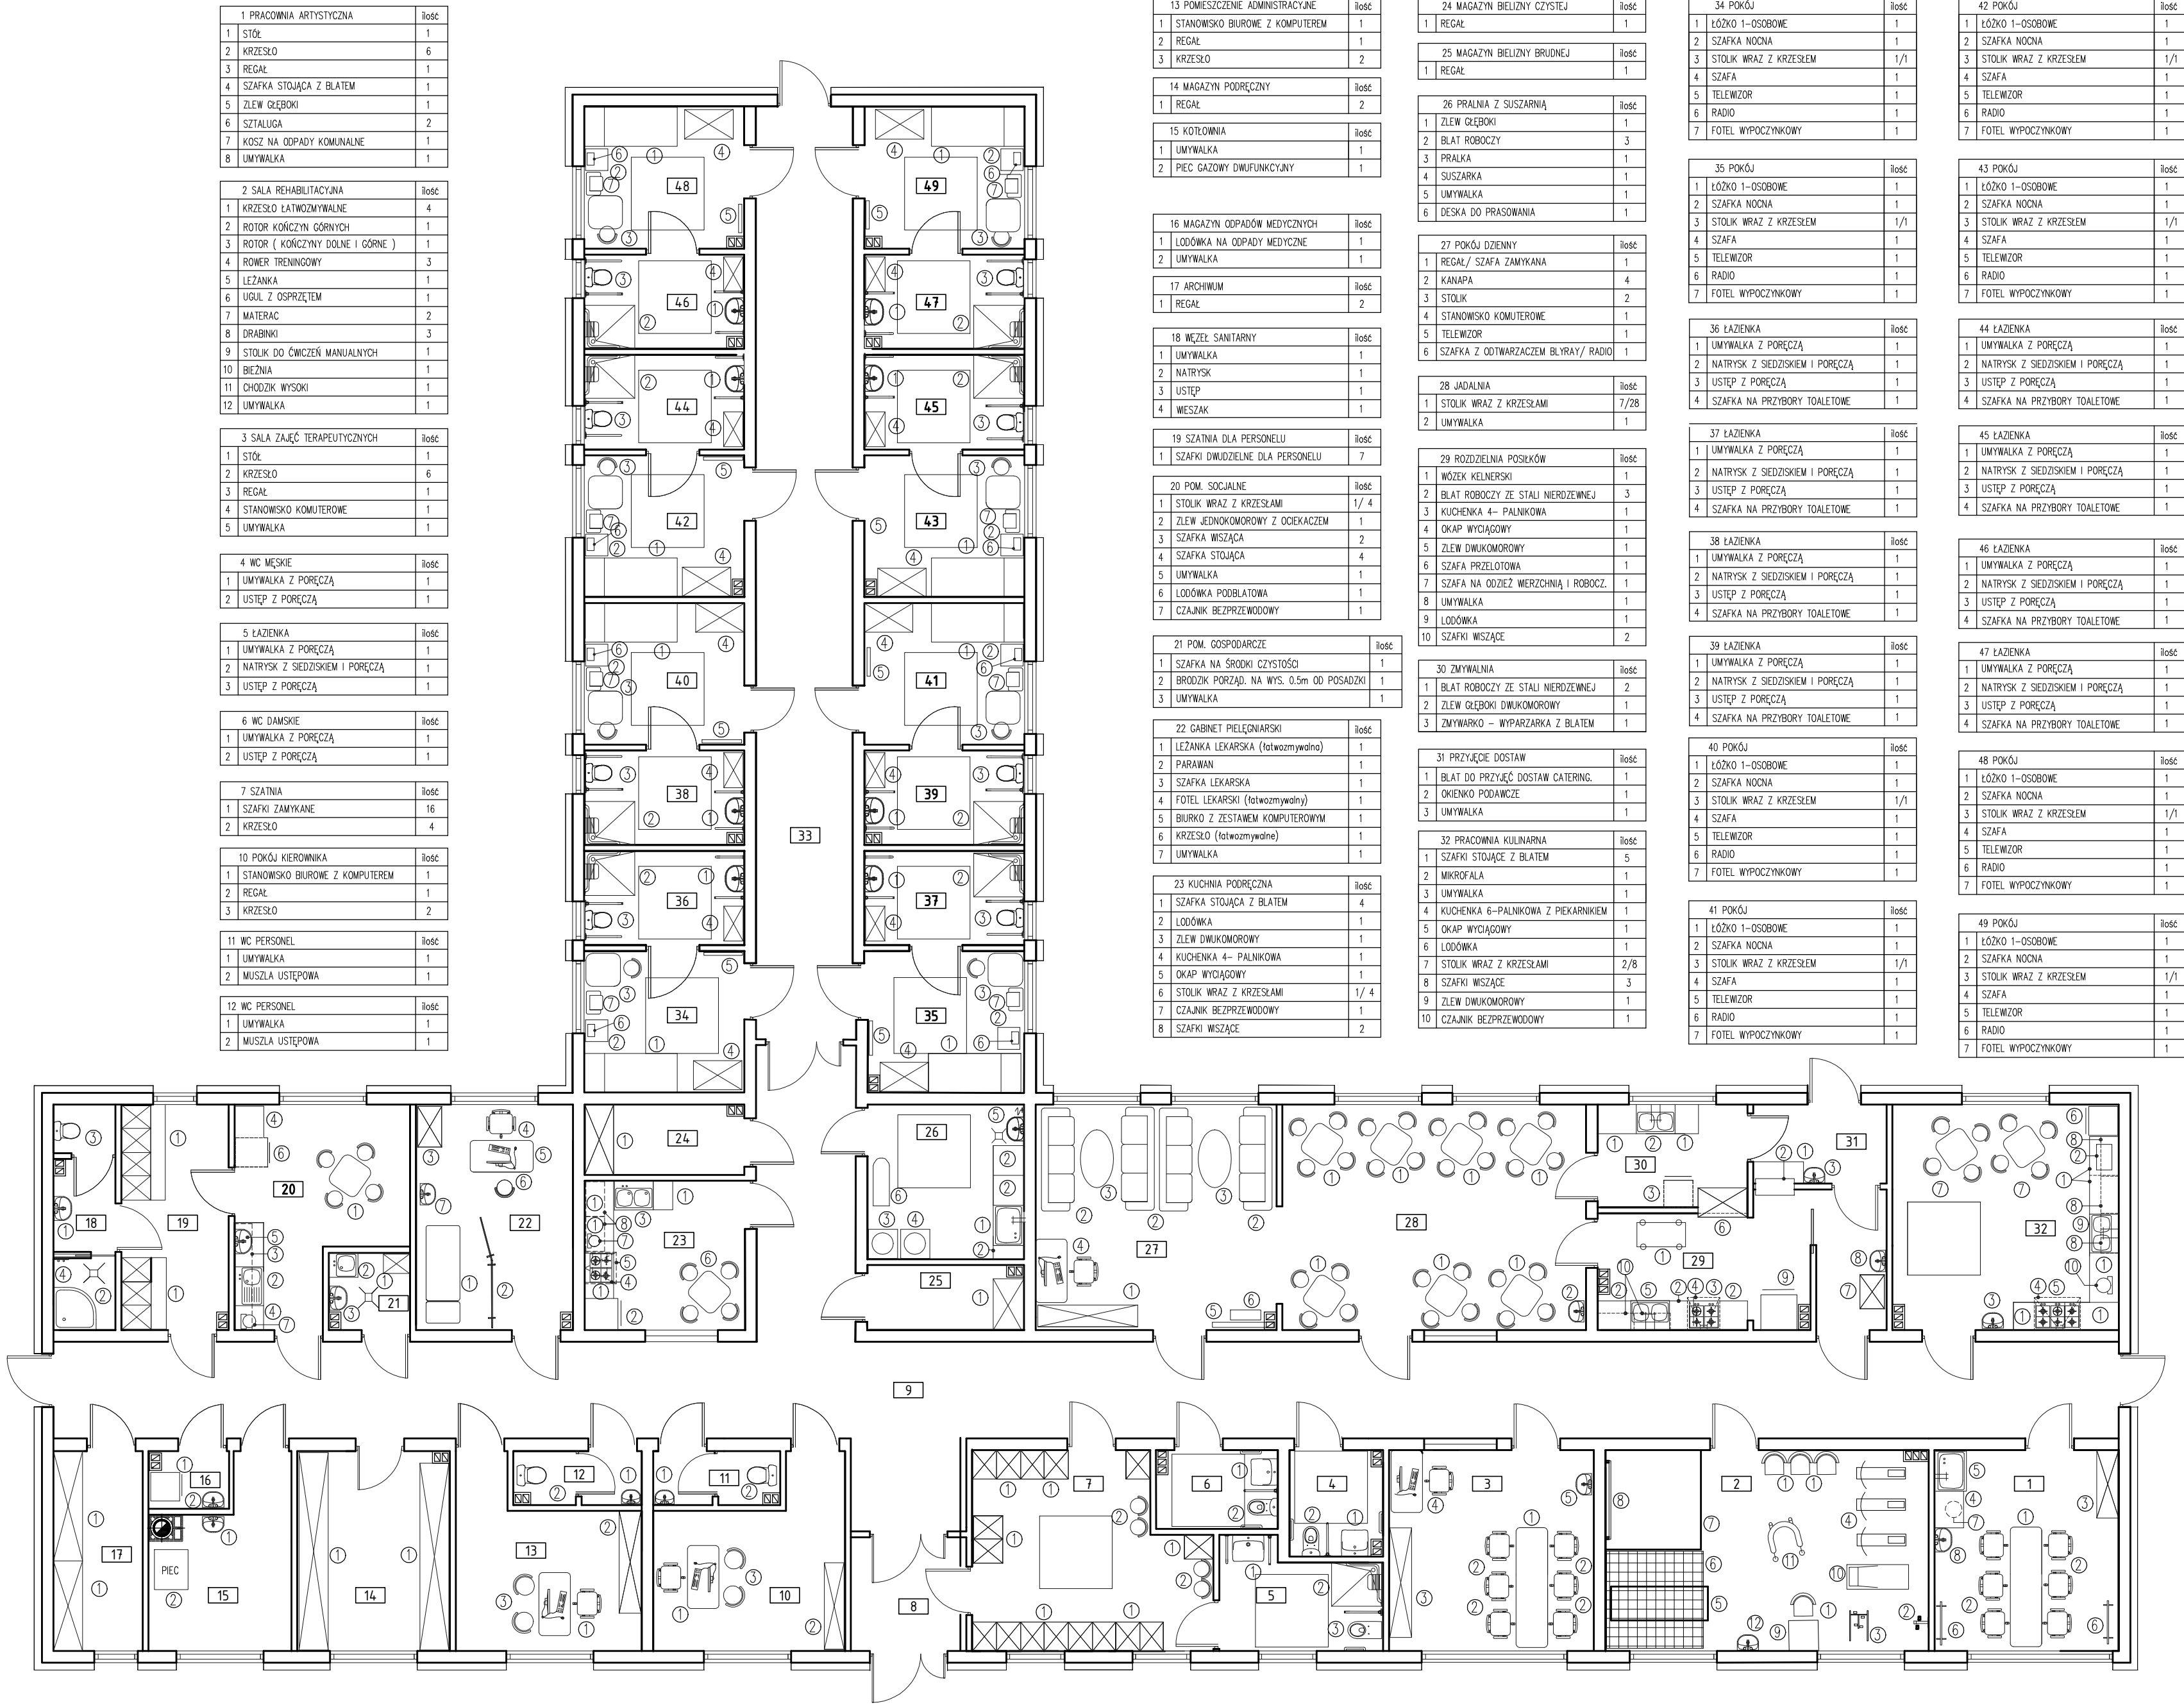 1 PRACOWNIA ARTYSTYCZNA ilość
1 STÓŁ 1
2 KRZESŁO 6
3 REGAŁ 1
4 SZAFKA STOJĄCA Z BLATEM 1
5 ZLEW GŁĘBOKI 1
6 SZTALUGA 2
7 KOSZ NA ODPADY KOMUNALNE 1
8 UMYWALKA 1
2 SALA REHABILITACYJNA ilość
1 KRZESŁO ŁATWOZMYWALNE 4
2 ROTOR KOŃCZYN GÓRNYCH 1
3 ROTOR ( KOŃCZYNY DOLNE I GÓRNE ) 1
4 ROWER TRENINGOWY 3
5 LEŻANKA 1
6 UGUL Z OSPRZĘTEM 1
7 MATERAC 2
8 DRABINKI 3
9 STOLIK DO ĆWICZEŃ MANUALNYCH 1
10 BIEŻNIA 1
11 CHODZIK WYSOKI 1
12 UMYWALKA 1
3 SALA ZAJĘĆ TERAPEUTYCZNYCH ilość
1 STÓŁ 1
2 KRZESŁO 6
3 REGAŁ 1
4 STANOWISKO KOMUTEROWE 1
5 UMYWALKA 1
4 WC MĘSKIE ilość
1 UMYWALKA Z PORĘCZĄ 1
2 USTĘP Z PORĘCZĄ 1
5 ŁAZIENKA ilość
1 UMYWALKA Z PORĘCZĄ 1
2 NATRYSK Z SIEDZISKIEM I PORĘCZĄ 1
3 USTĘP Z PORĘCZĄ 1
6 WC DAMSKIE ilość
1 UMYWALKA Z PORĘCZĄ 1
2 USTĘP Z PORĘCZĄ 1
7 SZATNIA ilość
1 SZAFKI ZAMYKANE 16
2 KRZESŁO 4
10 POKÓJ KIEROWNIKA ilość
1 STANOWISKO BIUROWE Z KOMPUTEREM 1
2 REGAŁ 1
3 KRZESŁO 2
11 WC PERSONEL ilość
1 UMYWALKA 1
2 MUSZLA USTĘPOWA 1
12 WC PERSONEL ilość
1 UMYWALKA 1
2 MUSZLA USTĘPOWA 1
13 POMIESZCZENIE ADMINISTRACYJNE ilość
1 STANOWISKO BIUROWE Z KOMPUTEREM 1
2 REGAŁ 1
3 KRZESŁO 2
14 MAGAZYN PODRĘCZNY ilość
1 REGAŁ 2
15 KOTŁOWNIA ilość
1 UMYWALKA 1
2 PIEC GAZOWY DWUFUNKCYJNY 1
16 MAGAZYN ODPADÓW MEDYCZNYCH ilość
1 LODÓWKA NA ODPADY MEDYCZNE 1
2 UMYWALKA 1
17 ARCHIWUM ilość
1 REGAŁ 2
18 WĘZEŁ SANITARNY ilość
1 UMYWALKA 1
2 NATRYSK 1
3 USTĘP 1
4 WIESZAK 1
19 SZATNIA DLA PERSONELU ilość
1 SZAFKI DWUDZIELNE DLA PERSONELU 7
20 POM. SOCJALNE ilość
1 STOLIK WRAZ Z KRZESŁAMI 1/ 4
2 ZLEW JEDNOKOMOROWY Z OCIEKACZEM 1
3 SZAFKA WISZĄCA 2
4 SZAFKA STOJĄCA 4
5 UMYWALKA 1
6 LODÓWKA PODBLATOWA 1
7 CZAJNIK BEZPRZEWODOWY 1
21 POM. GOSPODARCZE ilość
1 SZAFKA NA ŚRODKI CZYSTOŚCI 1
2 BRODZIK PORZĄD. NA WYS. 0.5m OD POSADZKI 1
3 UMYWALKA 1
22 GABINET PIELĘGNIARSKI ilość
1 LEŻANKA LEKARSKA (łatwozmywalna) 1
2 PARAWAN 1
3 SZAFKA LEKARSKA 1
4 FOTEL LEKARSKI (łatwozmywalny) 1
5 BIURKO Z ZESTAWEM KOMPUTEROWYM 1
6 KRZESŁO (łatwozmywalne) 1
7 UMYWALKA 1
23 KUCHNIA PODRĘCZNA ilość
1 SZAFKA STOJĄCA Z BLATEM 4
2 LODÓWKA 1
3 ZLEW DWUKOMOROWY 1
4 KUCHENKA 4- PALNIKOWA 1
5 OKAP WYCIĄGOWY 1
6 STOLIK WRAZ Z KRZESŁAMI 1/ 4
7 CZAJNIK BEZPRZEWODOWY 1
8 SZAFKI WISZĄCE 2
24 MAGAZYN BIELIZNY CZYSTEJ ilość
1 REGAŁ 1
25 MAGAZYN BIELIZNY BRUDNEJ ilość
1 REGAŁ 1
26 PRALNIA Z SUSZARNIĄ ilość
1 ZLEW GŁĘBOKI 1
2 BLAT ROBOCZY 3
3 PRALKA 1
4 SUSZARKA 1
5 UMYWALKA 1
6 DESKA DO PRASOWANIA 1
27 POKÓJ DZIENNY ilość
1 REGAŁ/ SZAFA ZAMYKANA 1
2 KANAPA 4
3 STOLIK 2
4 STANOWISKO KOMUTEROWE 1
5 TELEWIZOR 1
6 SZAFKA Z ODTWARZACZEM BLYRAY/ RADIO 1
28 JADALNIA ilość
1 STOLIK WRAZ Z KRZESŁAMI 7/28
2 UMYWALKA 1
29 ROZDZIELNIA POSIŁKÓW ilość
1 WÓZEK KELNERSKI 1
2 BLAT ROBOCZY ZE STALI NIERDZEWNEJ 3
3 KUCHENKA 4- PALNIKOWA 1
4 OKAP WYCIĄGOWY 1
5 ZLEW DWUKOMOROWY 1
6 SZAFA PRZELOTOWA 1
7 SZAFA NA ODZIEŻ WIERZCHNIĄ I ROBOCZ. 1
8 UMYWALKA 1
9 LODÓWKA 1
10 SZAFKI WISZĄCE 2
30 ZMYWALNIA ilość
1 BLAT ROBOCZY ZE STALI NIERDZEWNEJ 2
2 ZLEW GŁĘBOKI DWUKOMOROWY 1
3 ZMYWARKO - WYPARZARKA Z BLATEM 1
31 PRZYJĘCIE DOSTAW ilość
1 BLAT DO PRZYJĘĆ DOSTAW CATERING. 1
2 OKIENKO PODAWCZE 1
3 UMYWALKA 1
32 PRACOWNIA KULINARNA ilość
1 SZAFKI STOJĄCE Z BLATEM 5
2 MIKROFALA 1
3 UMYWALKA 1
4 KUCHENKA 6-PALNIKOWA Z PIEKARNIKIEM 1
5 OKAP WYCIĄGOWY 1
6 LODÓWKA 1
7 STOLIK WRAZ Z KRZESŁAMI 2/8
8 SZAFKI WISZĄCE 3
9 ZLEW DWUKOMOROWY 1
10 CZAJNIK BEZPRZEWODOWY 1
34 POKÓJ ilość
1 ŁÓŻKO 1-OSOBOWE 1
2 SZAFKA NOCNA 1
3 STOLIK WRAZ Z KRZESŁEM 1/1
4 SZAFA 1
5 TELEWIZOR 1
6 RADIO 1
7 FOTEL WYPOCZYNKOWY 1
35 POKÓJ ilość
1 ŁÓŻKO 1-OSOBOWE 1
2 SZAFKA NOCNA 1
3 STOLIK WRAZ Z KRZESŁEM 1/1
4 SZAFA 1
5 TELEWIZOR 1
6 RADIO 1
7 FOTEL WYPOCZYNKOWY 1
36 ŁAZIENKA ilość
1 UMYWALKA Z PORĘCZĄ 1
2 NATRYSK Z SIEDZISKIEM I PORĘCZĄ 1
3 USTĘP Z PORĘCZĄ 1
4 SZAFKA NA PRZYBORY TOALETOWE 1
37 ŁAZIENKA ilość
1 UMYWALKA Z PORĘCZĄ 1
2 NATRYSK Z SIEDZISKIEM I PORĘCZĄ 1
3 USTĘP Z PORĘCZĄ 1
4 SZAFKA NA PRZYBORY TOALETOWE 1
38 ŁAZIENKA ilość
1 UMYWALKA Z PORĘCZĄ 1
2 NATRYSK Z SIEDZISKIEM I PORĘCZĄ 1
3 USTĘP Z PORĘCZĄ 1
4 SZAFKA NA PRZYBORY TOALETOWE 1
39 ŁAZIENKA ilość
1 UMYWALKA Z PORĘCZĄ 1
2 NATRYSK Z SIEDZISKIEM I PORĘCZĄ 1
3 USTĘP Z PORĘCZĄ 1
4 SZAFKA NA PRZYBORY TOALETOWE 1
40 POKÓJ ilość
1 ŁÓŻKO 1-OSOBOWE 1
2 SZAFKA NOCNA 1
3 STOLIK WRAZ Z KRZESŁEM 1/1
4 SZAFA 1
5 TELEWIZOR 1
6 RADIO 1
7 FOTEL WYPOCZYNKOWY 1
41 POKÓJ ilość
1 ŁÓŻKO 1-OSOBOWE 1
2 SZAFKA NOCNA 1
3 STOLIK WRAZ Z KRZESŁEM 1/1
4 SZAFA 1
5 TELEWIZOR 1
6 RADIO 1
7 FOTEL WYPOCZYNKOWY 1
42 POKÓJ ilość
1 ŁÓŻKO 1-OSOBOWE 1
2 SZAFKA NOCNA 1
3 STOLIK WRAZ Z KRZESŁEM 1/1
4 SZAFA 1
5 TELEWIZOR 1
6 RADIO 1
7 FOTEL WYPOCZYNKOWY 1
43 POKÓJ ilość
1 ŁÓŻKO 1-OSOBOWE 1
2 SZAFKA NOCNA 1
3 STOLIK WRAZ Z KRZESŁEM 1/1
4 SZAFA 1
5 TELEWIZOR 1
6 RADIO 1
7 FOTEL WYPOCZYNKOWY 1
44 ŁAZIENKA ilość
1 UMYWALKA Z PORĘCZĄ 1
2 NATRYSK Z SIEDZISKIEM I PORĘCZĄ 1
3 USTĘP Z PORĘCZĄ 1
4 SZAFKA NA PRZYBORY TOALETOWE 1
45 ŁAZIENKA ilość
1 UMYWALKA Z PORĘCZĄ 1
2 NATRYSK Z SIEDZISKIEM I PORĘCZĄ 1
3 USTĘP Z PORĘCZĄ 1
4 SZAFKA NA PRZYBORY TOALETOWE 1
46 ŁAZIENKA ilość
1 UMYWALKA Z PORĘCZĄ 1
2 NATRYSK Z SIEDZISKIEM I PORĘCZĄ 1
3 USTĘP Z PORĘCZĄ 1
4 SZAFKA NA PRZYBORY TOALETOWE 1
47 ŁAZIENKA ilość
1 UMYWALKA Z PORĘCZĄ 1
2 NATRYSK Z SIEDZISKIEM I PORĘCZĄ 1
3 USTĘP Z PORĘCZĄ 1
4 SZAFKA NA PRZYBORY TOALETOWE 1
48 POKÓJ ilość
1 ŁÓŻKO 1-OSOBOWE 1
2 SZAFKA NOCNA 1
3 STOLIK WRAZ Z KRZESŁEM 1/1
4 SZAFA 1
5 TELEWIZOR 1
6 RADIO 1
7 FOTEL WYPOCZYNKOWY 1
49 POKÓJ ilość
1 ŁÓŻKO 1-OSOBOWE 1
2 SZAFKA NOCNA 1
3 STOLIK WRAZ Z KRZESŁEM 1/1
4 SZAFA 1
5 TELEWIZOR 1
6 RADIO 1
7 FOTEL WYPOCZYNKOWY 1
48 49
46 47
44 45
42 43
40 41
38 39
33
36 37
34 35
24 26 30 31
20 18 19 22 23 27 28 29 32
21 25
9
16 12 11 7 6 4 3 2 1
17 13
PIEC
15 14 10 8 5